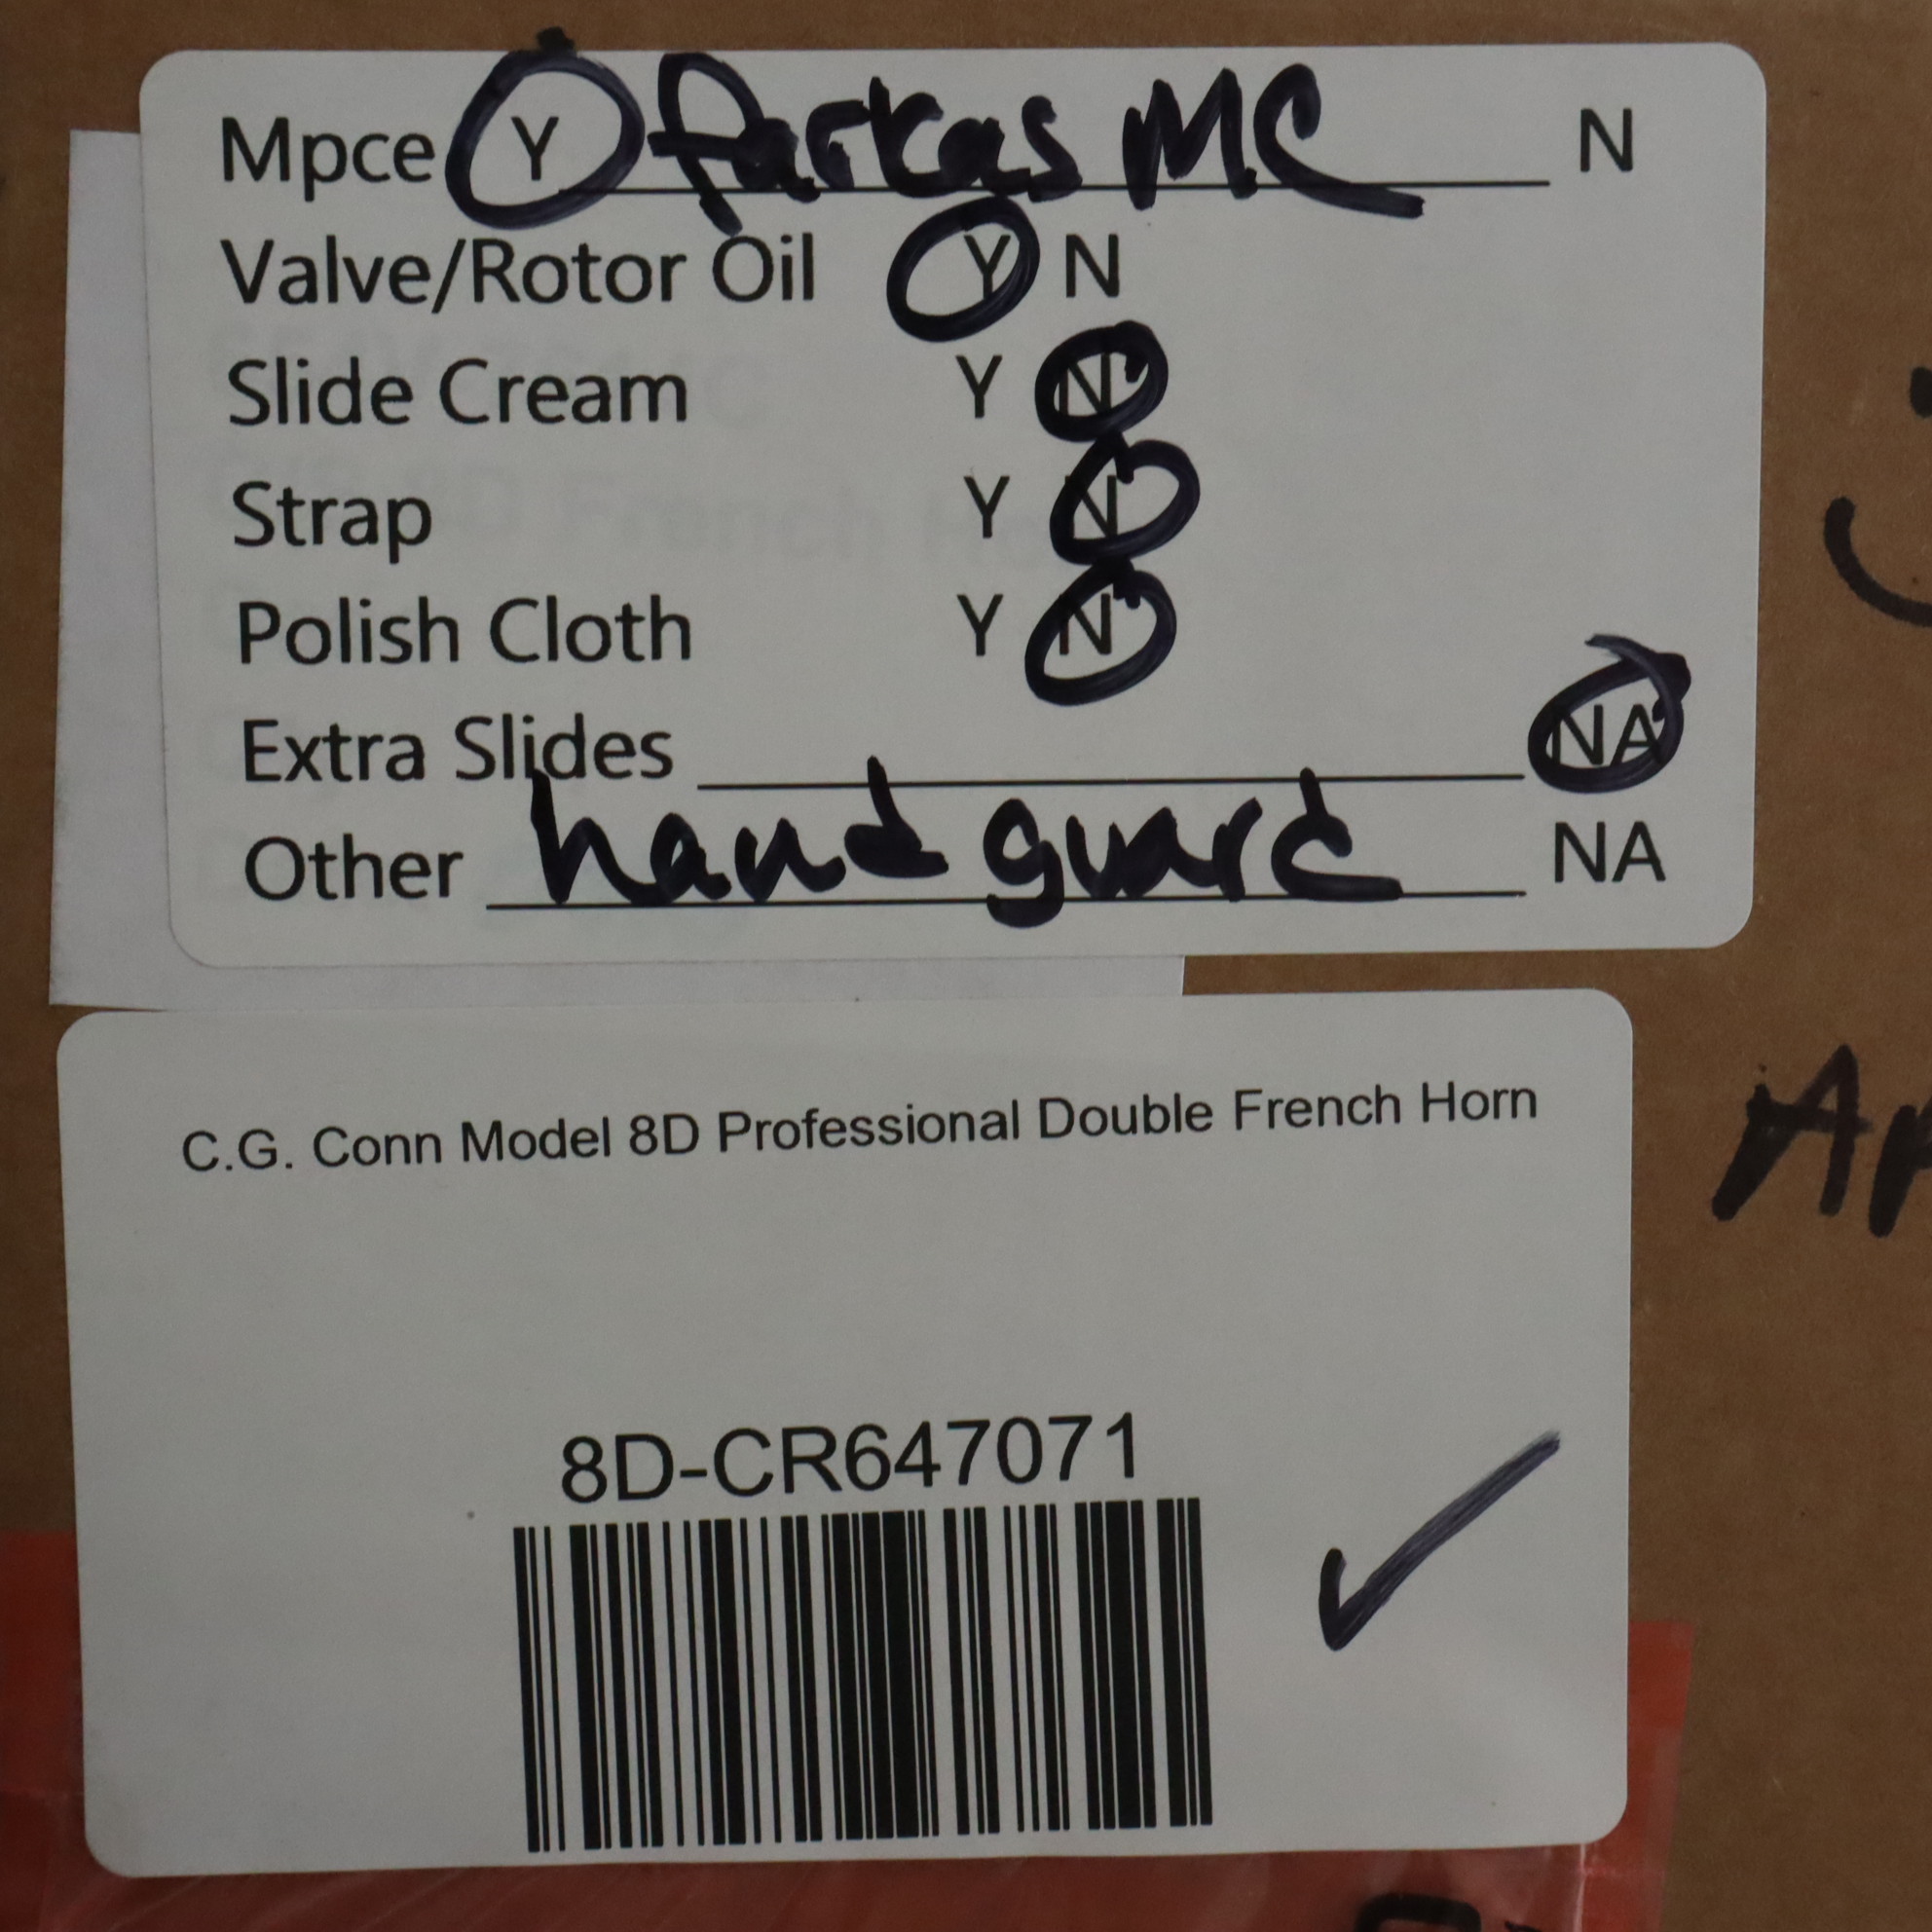 Mpce Y farkas MC N
Valve/Rotor Oil Y N
Slide Cream Y N
Strap Y N
Polish Cloth Y N
Extra Slides NA
Other hand guard NA
C.G. Conn Model 8D Professional Double French Horn
8D-CR647071